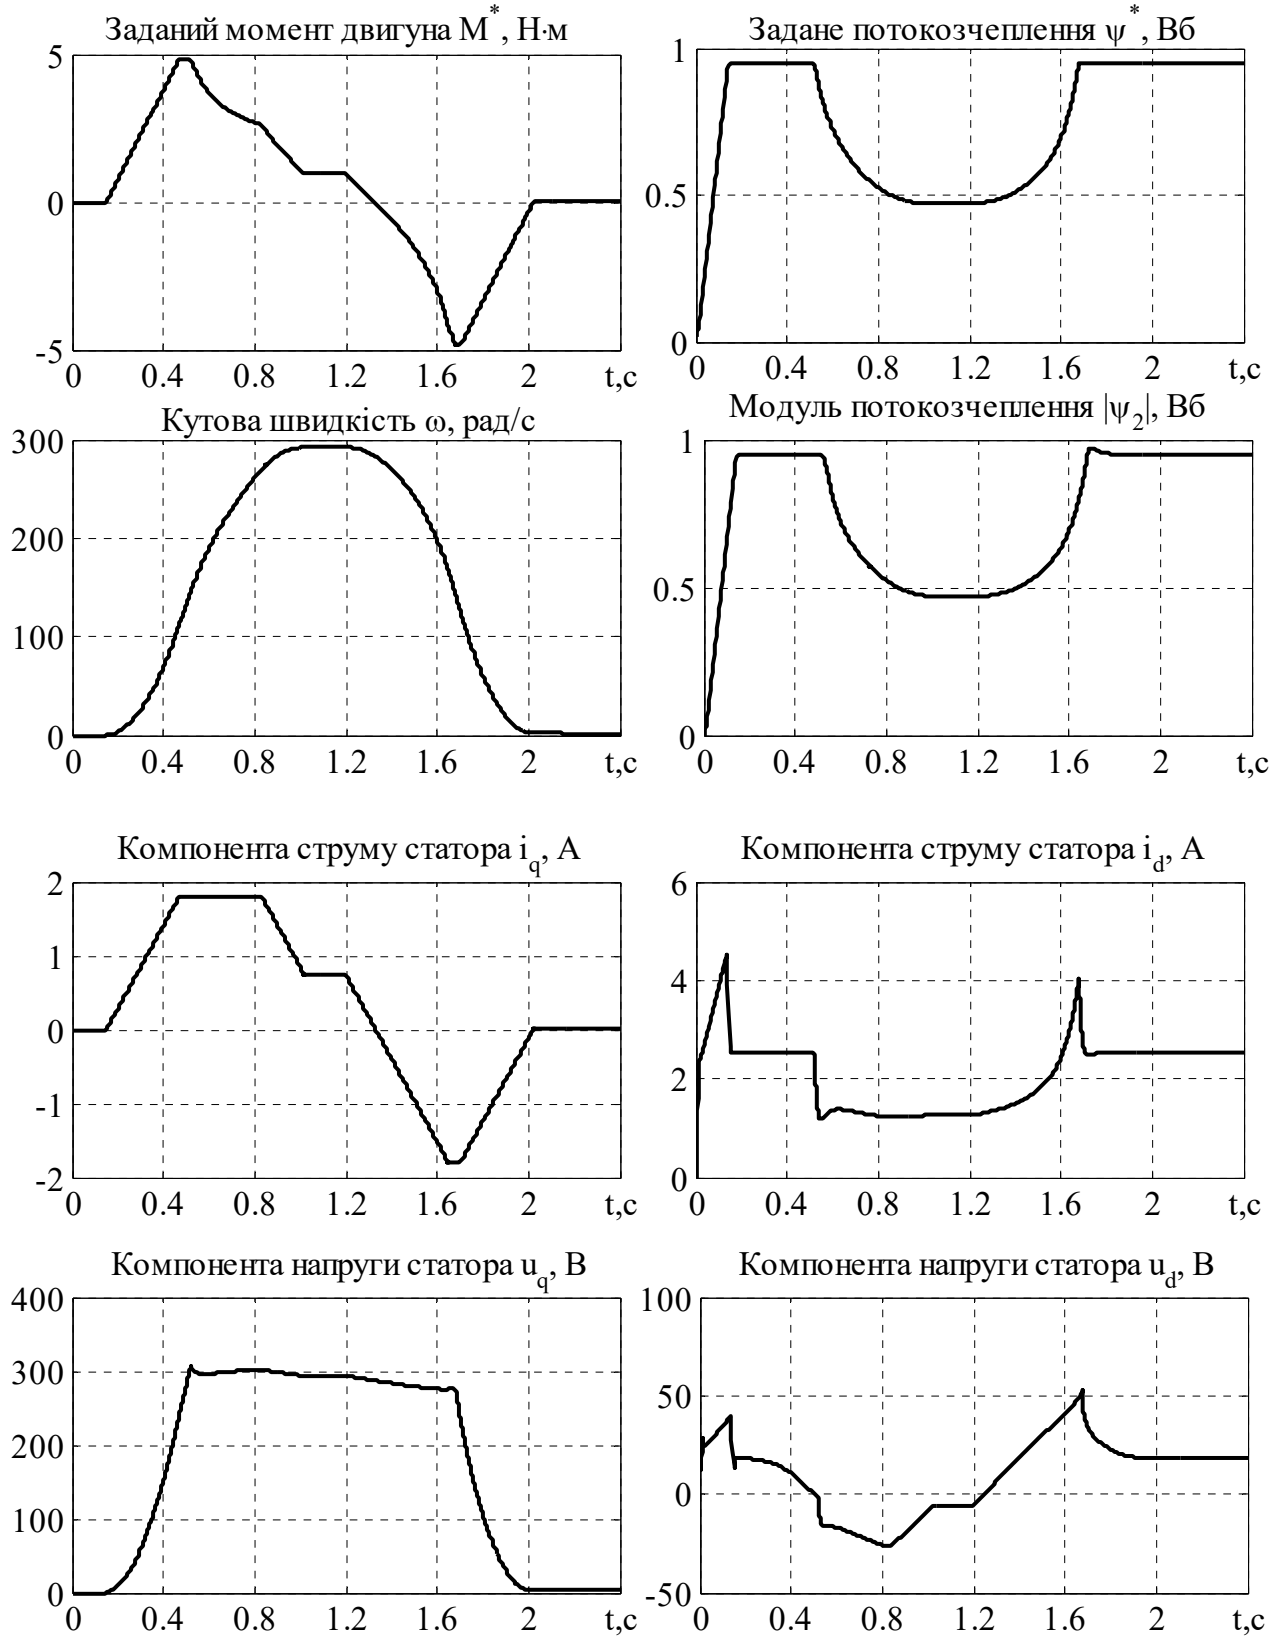 Заданий момент двигуна M*, Н·м
5
0
-5
0 0.4 0.8 1.2 1.6 2 t,c
Задане потокозчеплення ψ*, Вб
1
0.5
0
0 0.4 0.8 1.2 1.6 2 t,c
Кутова швидкість ω, рад/с
300
200
100
0
0 0.4 0.8 1.2 1.6 2 t,c
Модуль потокозчеплення |ψ2|, Вб
1
0.5
0
0 0.4 0.8 1.2 1.6 2 t,c
Компонента струму статора iq, А
2
1
0
-1
-2
0 0.4 0.8 1.2 1.6 2 t,c
Компонента струму статора id, А
6
4
2
0
0 0.4 0.8 1.2 1.6 2 t,c
Компонента напруги статора uq, В
400
300
200
100
0
0 0.4 0.8 1.2 1.6 2 t,c
Компонента напруги статора ud, В
100
50
0
-50
0 0.4 0.8 1.2 1.6 2 t,c